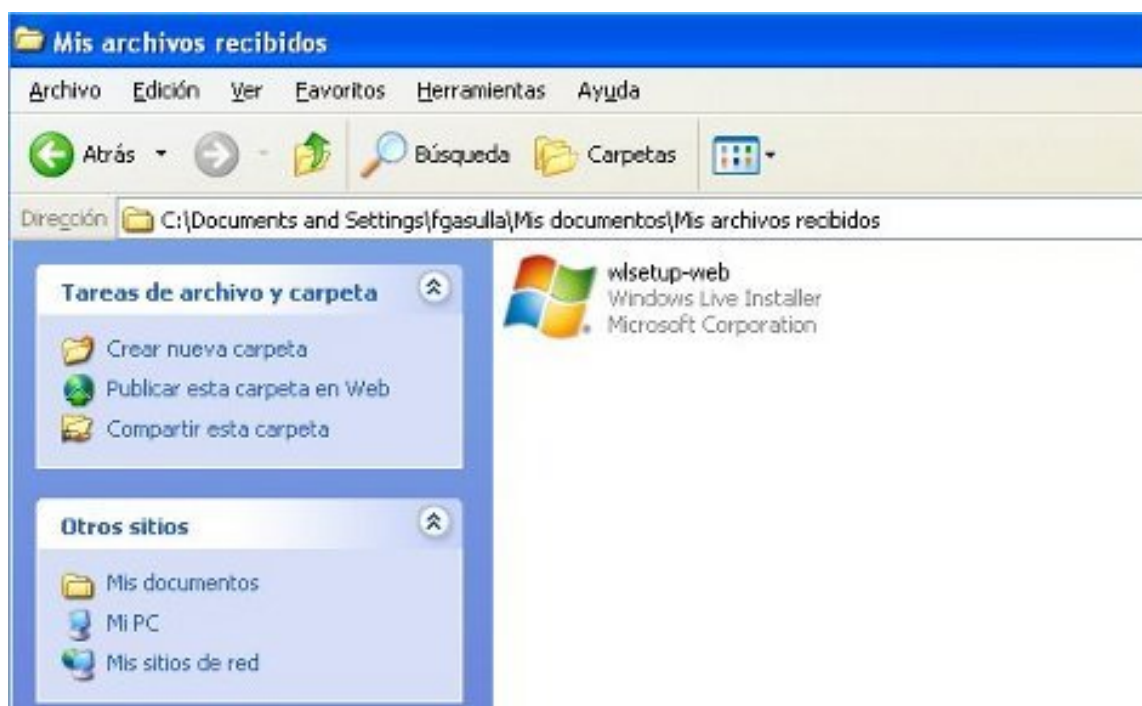 Mis archivos recibidos
Archivo Edición Ver Favoritos Herramientas Ayuda
Atrás Búsqueda Carpetas
Dirección C:\Documents and Settings\fgasulla\Mis documentos\Mis archivos recibidos
Tareas de archivo y carpeta
Crear nueva carpeta
Publicar esta carpeta en Web
Compartir esta carpeta
Otros sitios
Mis documentos
Mi PC
Mis sitios de red
wlsetup-web
Windows Live Installer
Microsoft Corporation